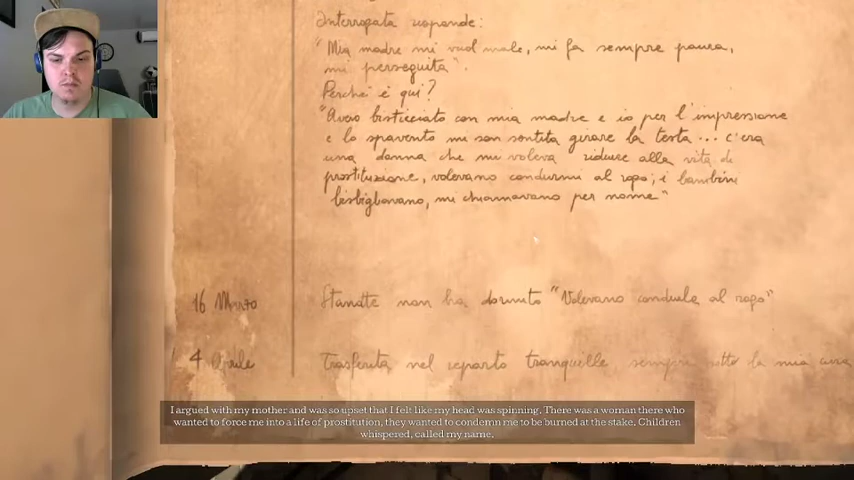 Interrogata risponde:
"Mia madre mi vuol male, mi fa sempre paura,
mi perseguita".
Perché è qui?
"Avevo bisticciato con mia madre e io per l'impressione
e lo spavento mi son sentita girare la testa... c'era
una donna che mi voleva ridurre alla vita di
prostituzione, volevano condurmi al rogo; i bambini
bisbigliavano, mi chiamavano per nome"
16 Marzo
Stanotte non ha dormito "Volevano condurla al rogo"
4 Aprile
Trasferita nel reparto tranquille sempre sotto la mia cura
I argued with my mother and was so upset that I felt like my head was spinning. There was a woman there who
wanted to force me into a life of prostitution, they wanted to condemn me to be burned at the stake. Children
whispered, called my name.